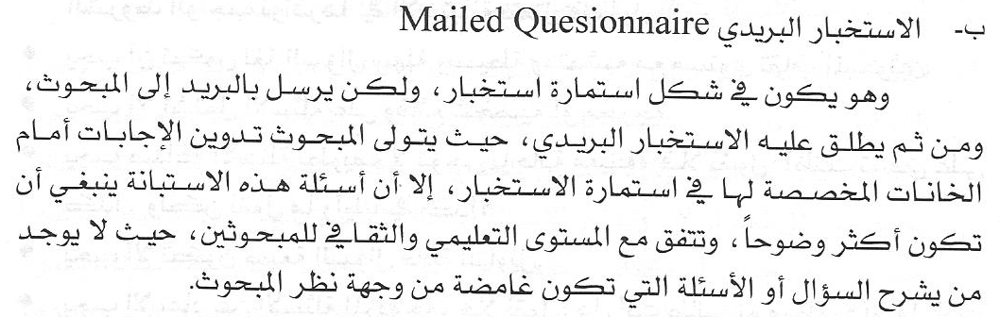 ب- الاستخبار البريدي Mailed Quesionnaire
وهو يكون في شكل استمارة استخبار، ولكن يرسل بالبريد إلى المبحوث،
ومن ثم يطلق عليه الاستخبار البريدي، حيث يتولى المبحوث تدوين الإجابات أمام
الخانات المخصصة لها في استمارة الاستخبار، إلا أن أسئلة هذه الاستبانة ينبغي أن
تكون أكثر وضوحاً، وتتفق مع المستوى التعليمي والثقافي للمبحوثين، حيث لا يوجد
من يشرح السؤال أو الأسئلة التي تكون غامضة من وجهة نظر المبحوث.